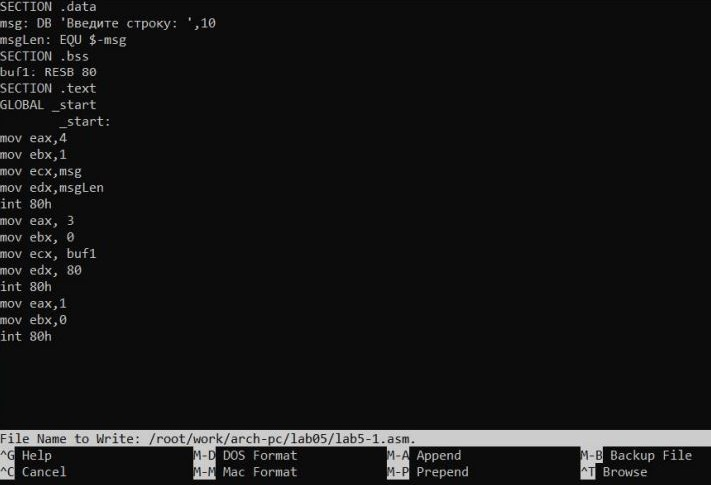 SECTION .data
msg: DB 'Введите строку: ',10
msgLen: EQU $-msg
SECTION .bss
buf1: RESB 80
SECTION .text
GLOBAL _start
_start:
mov eax,4
mov ebx,1
mov ecx,msg
mov edx,msgLen
int 80h
mov eax, 3
mov ebx, 0
mov ecx, buf1
mov edx, 80
int 80h
mov eax,1
mov ebx,0
int 80h
File Name to Write: /root/work/arch-pc/lab05/lab5-1.asm.
^G Help M-D DOS Format M-A Append M-B Backup File
^C Cancel M-M Mac Format M-P Prepend ^T Browse